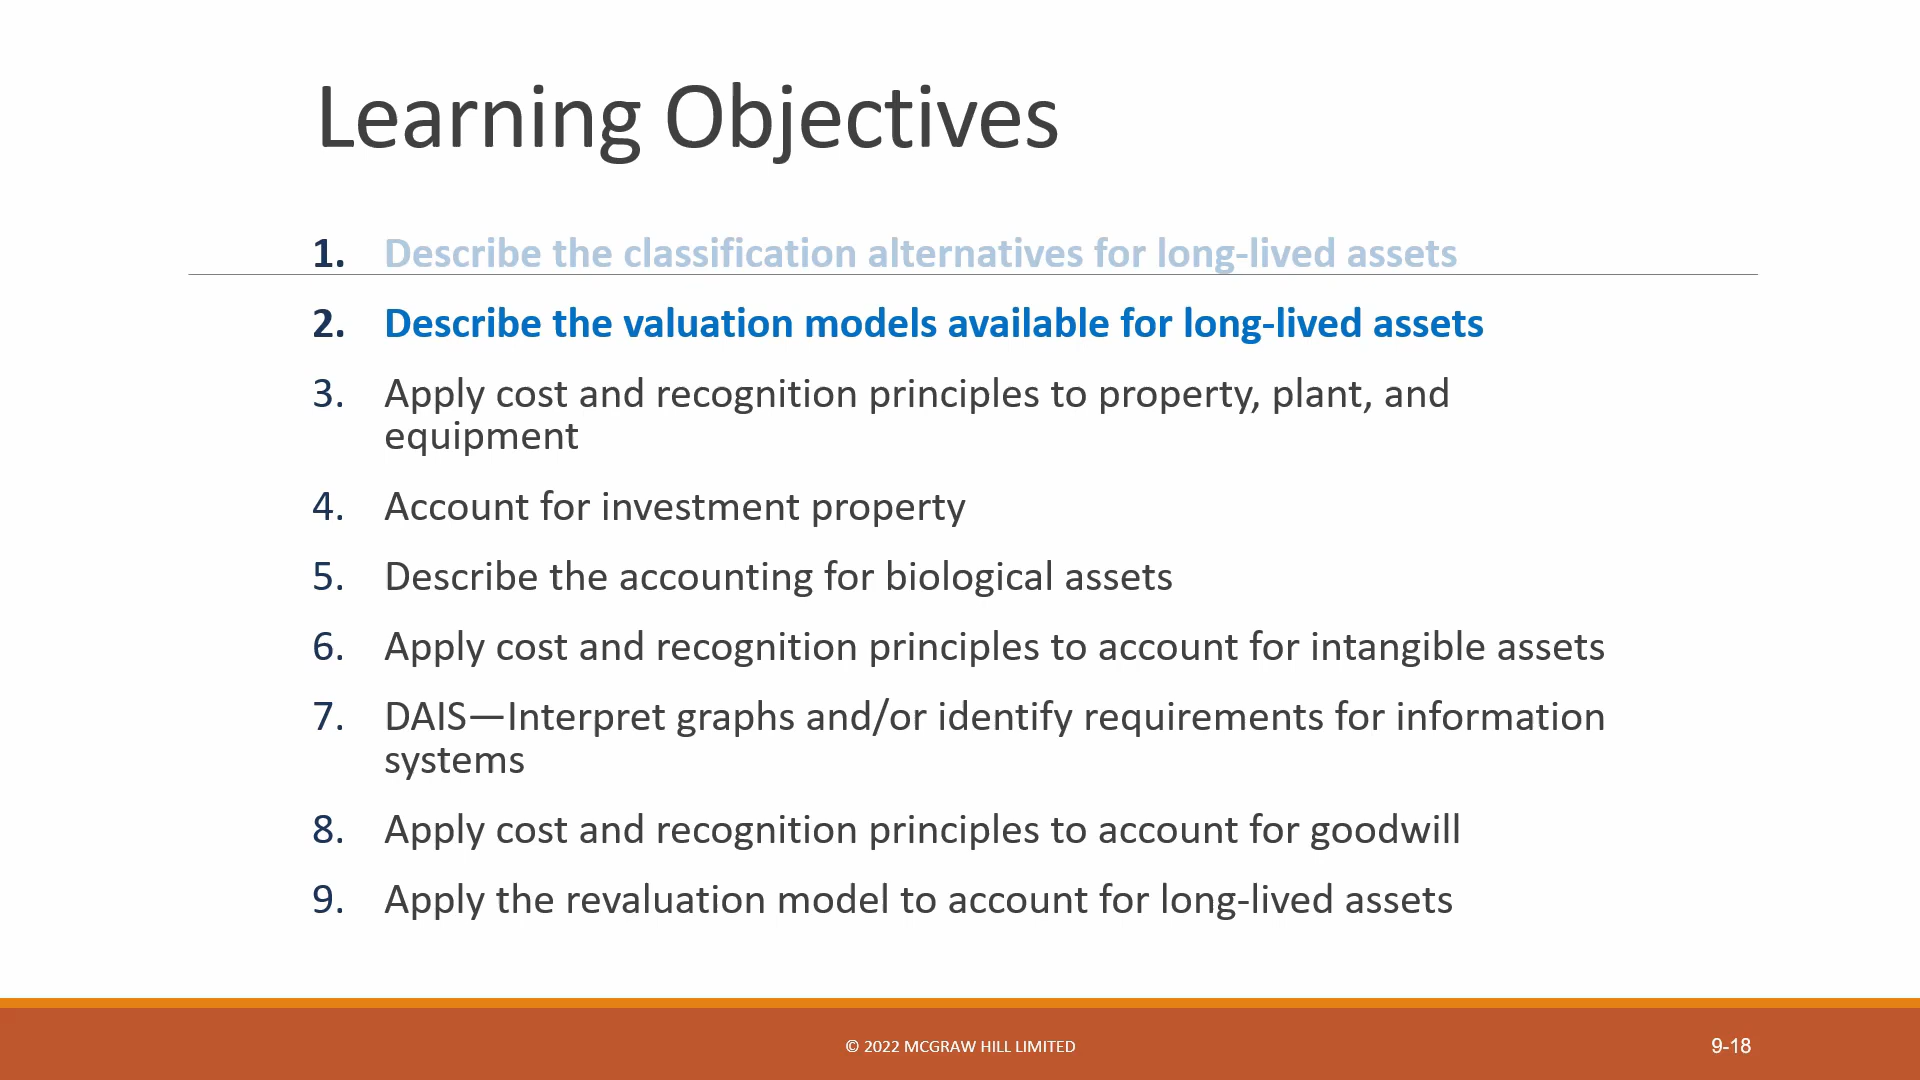 Learning Objectives
1. Describe the classification alternatives for long-lived assets
2. Describe the valuation models available for long-lived assets
3. Apply cost and recognition principles to property, plant, and
equipment
4. Account for investment property
5. Describe the accounting for biological assets
6. Apply cost and recognition principles to account for intangible assets
7. DAIS—Interpret graphs and/or identify requirements for information
systems
8. Apply cost and recognition principles to account for goodwill
9. Apply the revaluation model to account for long-lived assets
© 2022 MCGRAW HILL LIMITED
9-18